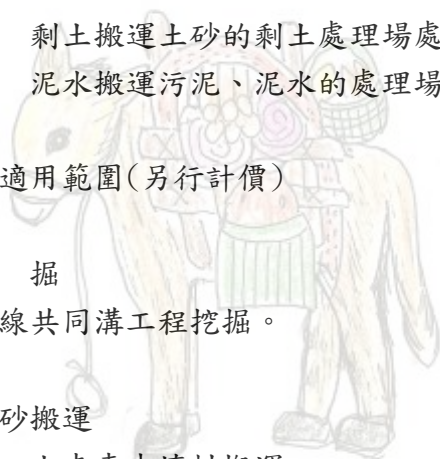 剩土搬運土砂的剩土處理場處
泥水搬運污泥、泥水的處理場
適用範圍(另行計價)
掘
線共同溝工程挖掘。
砂搬運